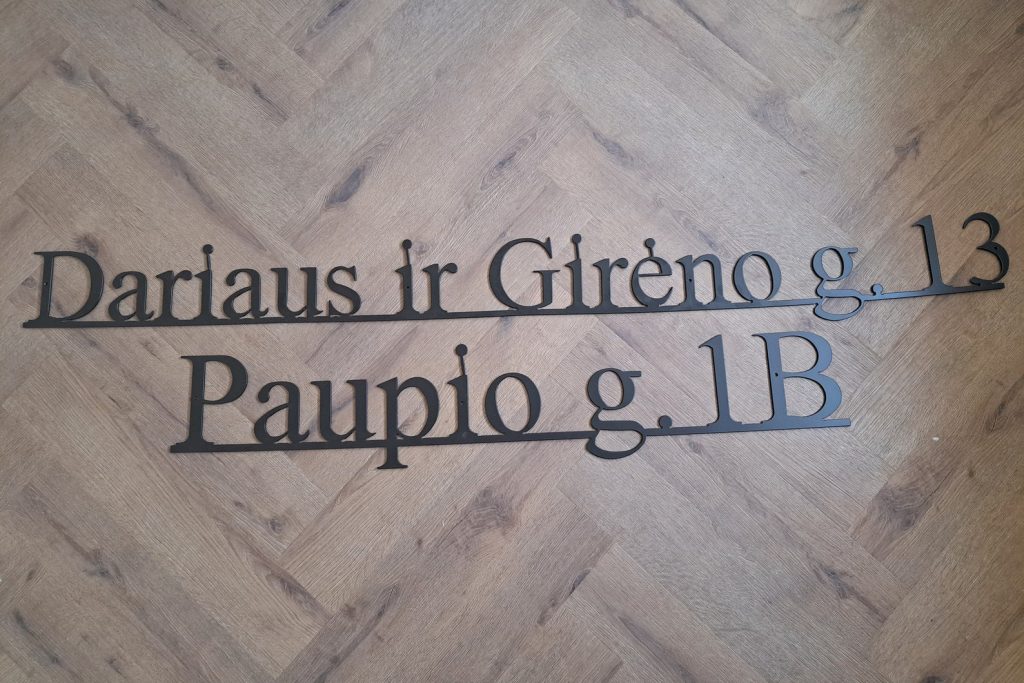 Dariaus ir Girėno g. 13
Paupio g. 1B